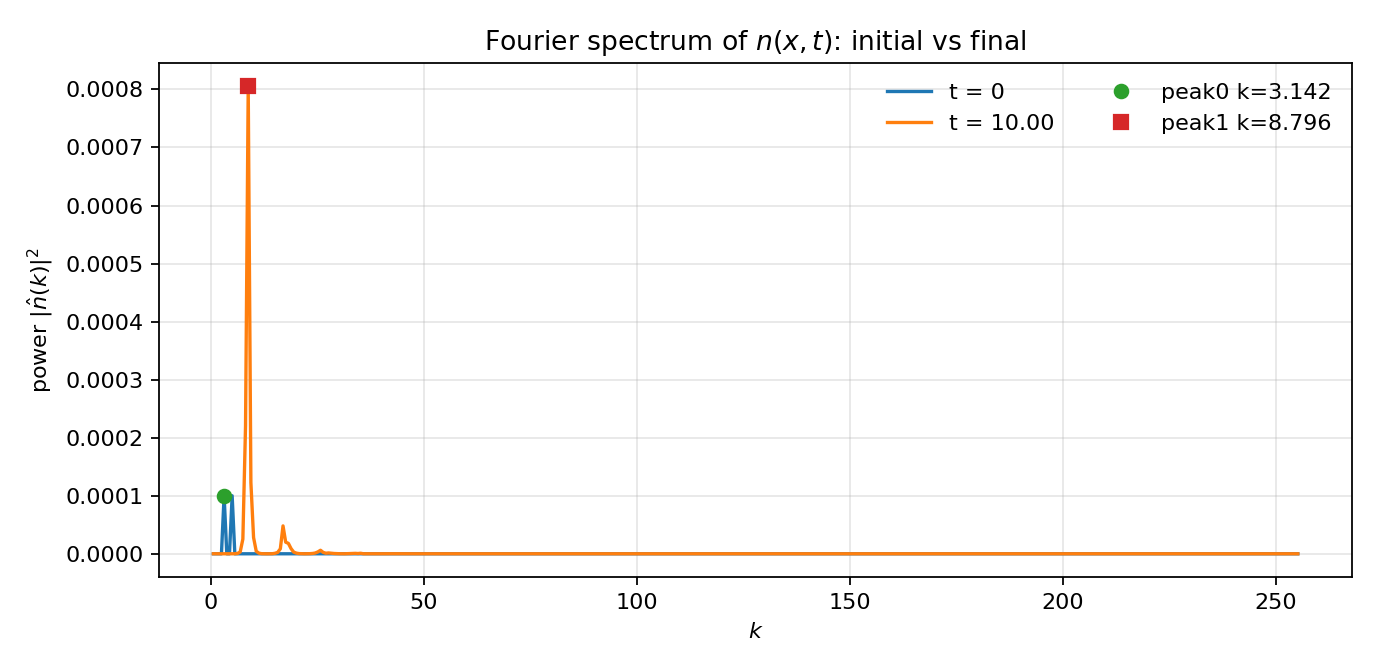 Fourier spectrum of n(x, t): initial vs final
power |n̂(k)|²
0.0008
0.0007
0.0006
0.0005
0.0004
0.0003
0.0002
0.0001
0.0000
t = 0
t = 10.00
peak0 k=3.142
peak1 k=8.796
0 50 100 150 200 250
k